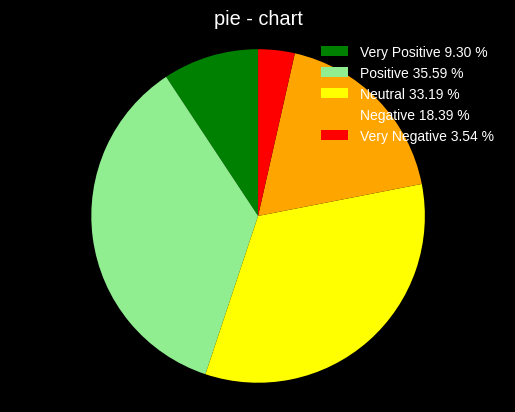 pie - chart
Very Positive 9.30 %
Positive 35.59 %
Neutral 33.19 %
Negative 18.39 %
Very Negative 3.54 %